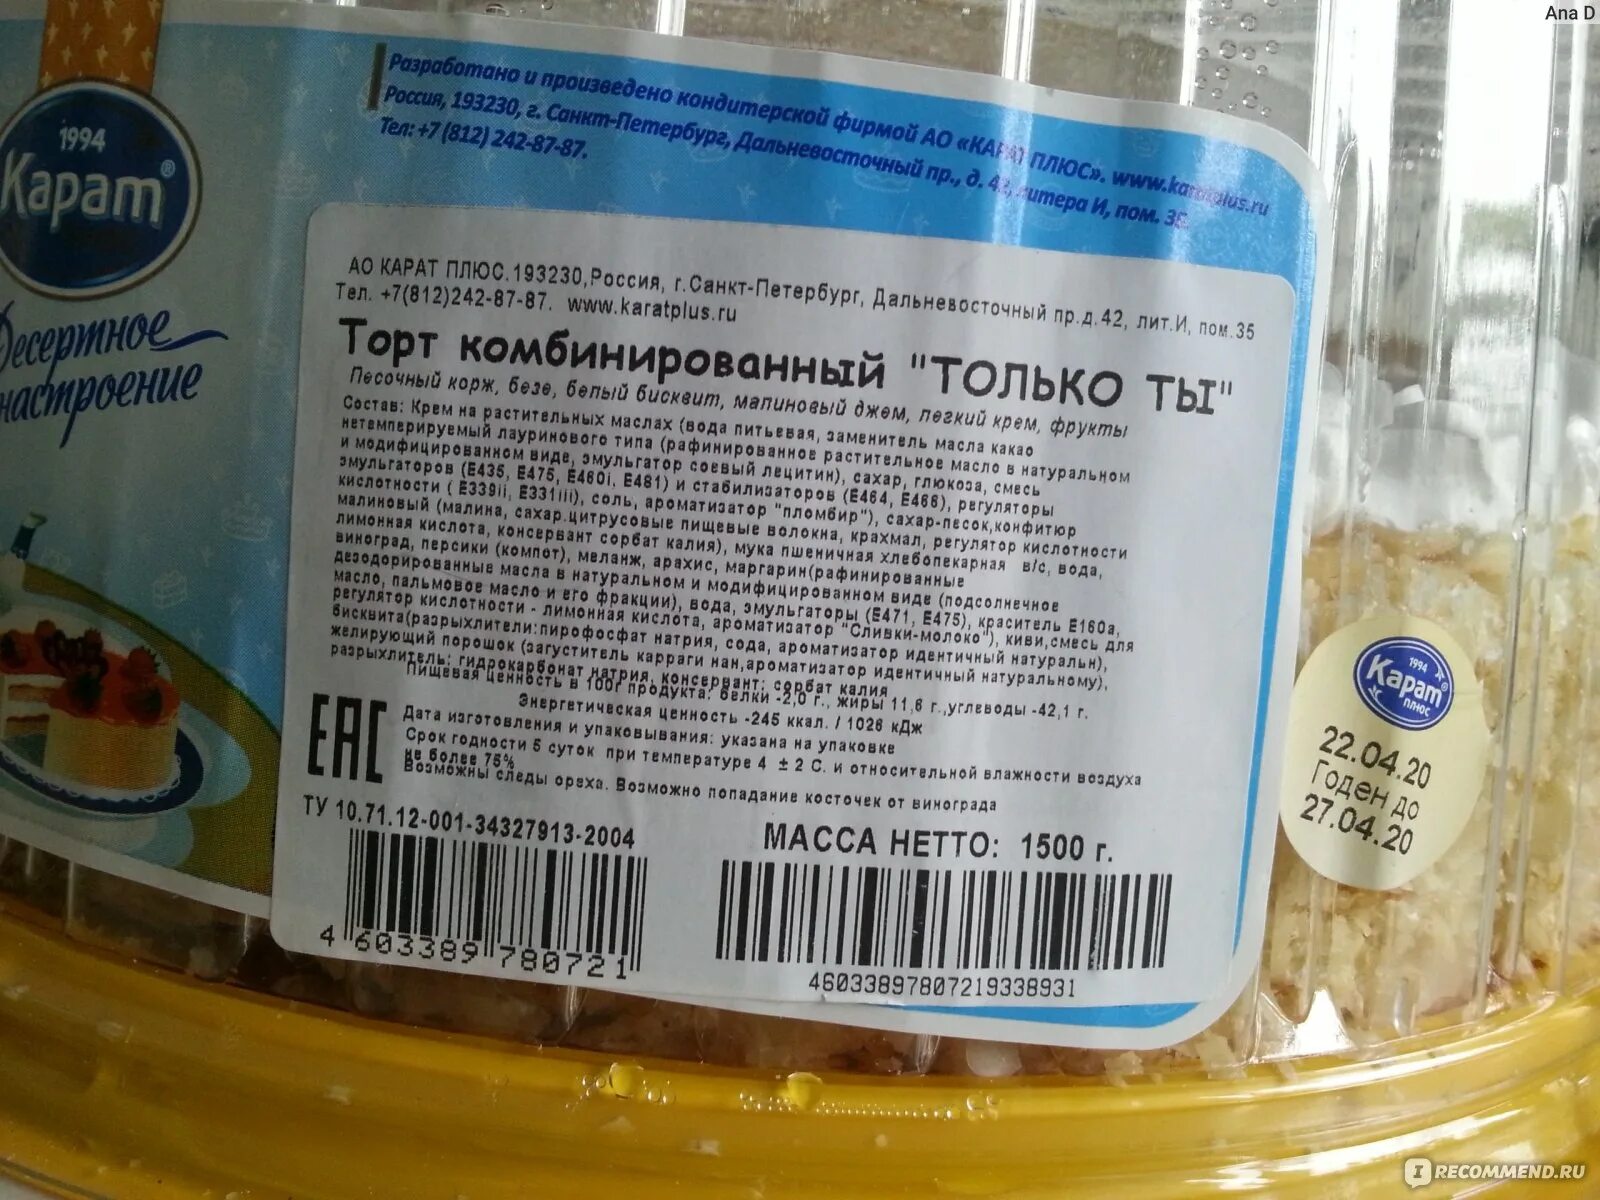 Ana D
1994
Карат®
Десертное
настроение
Разработано и произведено кондитерской фирмой АО «КАРАТ ПЛЮС». www.karatplus.ru
Россия, 193230, г. Санкт-Петербург, Дальневосточный пр., д. 42, литера И, пом. 35.
Тел: +7 (812) 242-87-87.
АО КАРАТ ПЛЮС.193230,Россия, г.Санкт-Петербург, Дальневосточный пр.д.42, лит.И, пом.35
Тел. +7(812)242-87-87. www.karatplus.ru
Торт комбинированный "ТОЛЬКО ТЫ"
Песочный корж, безе, белый бисквит, малиновый джем, легкий крем, фрукты
Состав: Крем на растительных маслах (вода питьевая, заменитель масла какао
нетемперируемый лауринового типа (рафинированное растительное масло в натуральном
и модифицированном виде, эмульгатор соевый лецитин), сахар, глюкоза, смесь
эмульгаторов (Е435, Е475, Е460i, Е481) и стабилизаторов (Е464, Е466), регуляторы
кислотности ( Е339ii, Е331iii), соль, ароматизатор "пломбир"), сахар-песок,конфитюр
малиновый (малина, сахар.цитрусовые пищевые волокна, крахмал, регулятор кислотности
лимонная кислота, консервант сорбат калия), мука пшеничная хлебопекарная в/с, вода,
виноград, персики (компот), меланж, арахис, маргарин(рафинированные
дезодорированные масла в натуральном и модифицированном виде (подсолнечное
масло, пальмовое масло и его фракции), вода, эмульгаторы (Е471, Е475), краситель Е160а,
регулятор кислотности - лимонная кислота, ароматизатор "Сливки-молоко"), киви,смесь для
бисквита(разрыхлители:пирофосфат натрия, сода, ароматизатор идентичный натуральн),
желирующий порошок (загуститель карраги нан,ароматизатор идентичный натуральному),
разрыхлитель: гидрокарбонат натрия, консервант: сорбат калия
Пищевая ценность в 100г продукта: белки -2,0 г., жиры 11,6 г.,углеводы -42,1 г.
Энергетическая ценность -245 ккал. / 1026 кДж
Дата изготовления и упаковывания: указана на упаковке
Срок годности 5 суток при температуре 4 ± 2 С. и относительной влажности воздуха
не более 75%
Возможны следы ореха. Возможно попадание косточек от винограда
EAC
ТУ 10.71.12-001-34327913-2004
МАССА НЕТТО: 1500 г.
4 603389 780721
46033897807219338931
1994
Карат®
плюс
22.04.20
Годен до
27.04.20
IRECOMMEND.RU